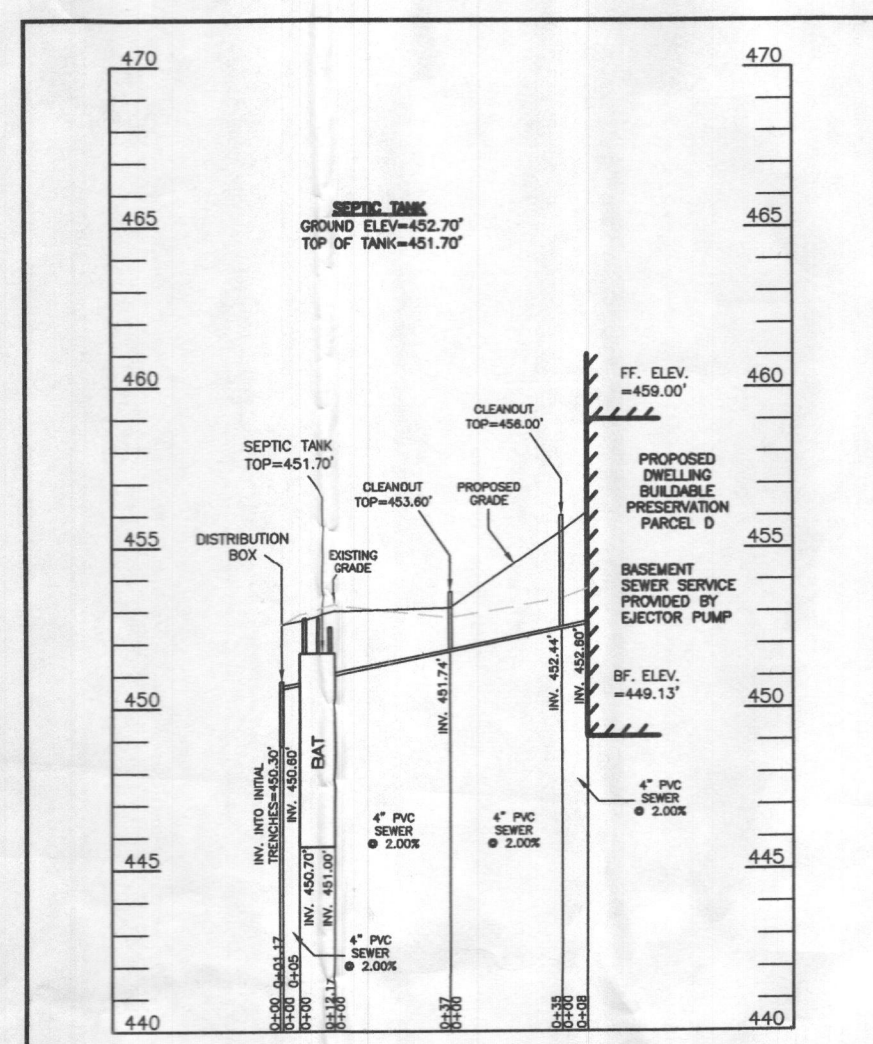 470
470
465
465
SEPTIC TANK
GROUND ELEV=452.70'
TOP OF TANK=451.70'
460
460
FF. ELEV.
=459.00'
CLEANOUT
TOP=456.00'
SEPTIC TANK
TOP=451.70'
CLEANOUT
TOP=453.60'
PROPOSED
GRADE
PROPOSED
DWELLING
BUILDABLE
PRESERVATION
PARCEL D
455
455
DISTRIBUTION
BOX
EXISTING
GRADE
BASEMENT
SEWER SERVICE
PROVIDED BY
EJECTOR PUMP
450
450
BF. ELEV.
=449.13'
INV. INTO INITIAL
TRENCHES=450.30'
INV. 450.60'
BAT
INV. 450.70'
INV. 451.00'
INV. 451.74'
INV. 452.44'
INV. 452.60'
4" PVC
SEWER
@ 2.00%
4" PVC
SEWER
@ 2.00%
4" PVC
SEWER
@ 2.00%
445
445
4" PVC
SEWER
@ 2.00%
440
440
0+00
0+01.17
0+00
0+05
0+00
0+12.17
0+00
0+37
0+00
0+35
0+00
0+08